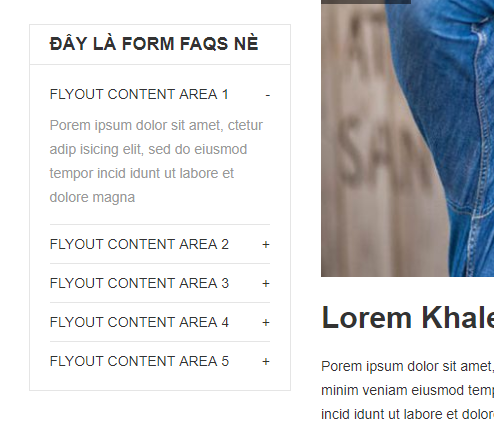 ĐÂY LÀ FORM FAQS NÈ
FLYOUT CONTENT AREA 1 -
Porem ipsum dolor sit amet, ctetur
adip isicing elit, sed do eiusmod
tempor incid idunt ut labore et
dolore magna
FLYOUT CONTENT AREA 2 +
FLYOUT CONTENT AREA 3 +
FLYOUT CONTENT AREA 4 +
FLYOUT CONTENT AREA 5 +
Lorem Khale
Porem ipsum dolor sit amet,
minim veniam eiusmod temp
incid idunt ut labore et dolor